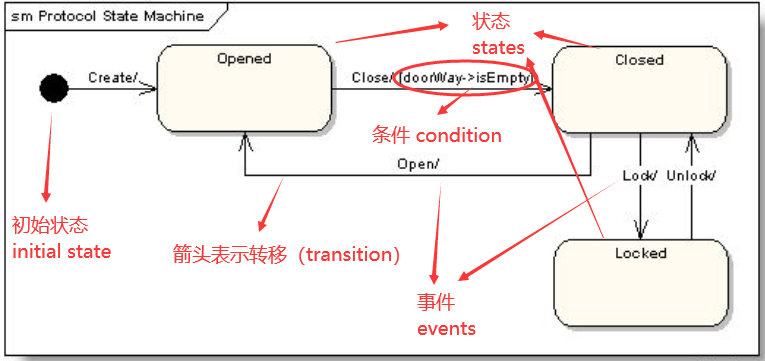 sm Protocol State Machine
状态
states
Opened
Closed
Create/
Close/ [doorWay->isEmpty]
条件 condition
Open/
Lock/
Unlock/
初始状态
initial state
箭头表示转移（transition）
Locked
事件
events